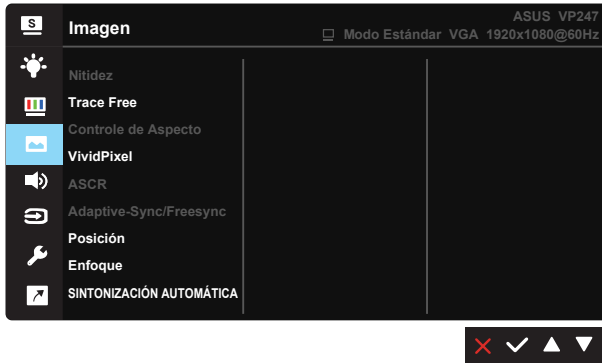 S
Imagen
ASUS VP247
Modo Estándar VGA 1920x1080@60Hz
Nitidez
Trace Free
Controle de Aspecto
VividPixel
ASCR
Adaptive-Sync/Freesync
Posición
Enfoque
SINTONIZACIÓN AUTOMÁTICA